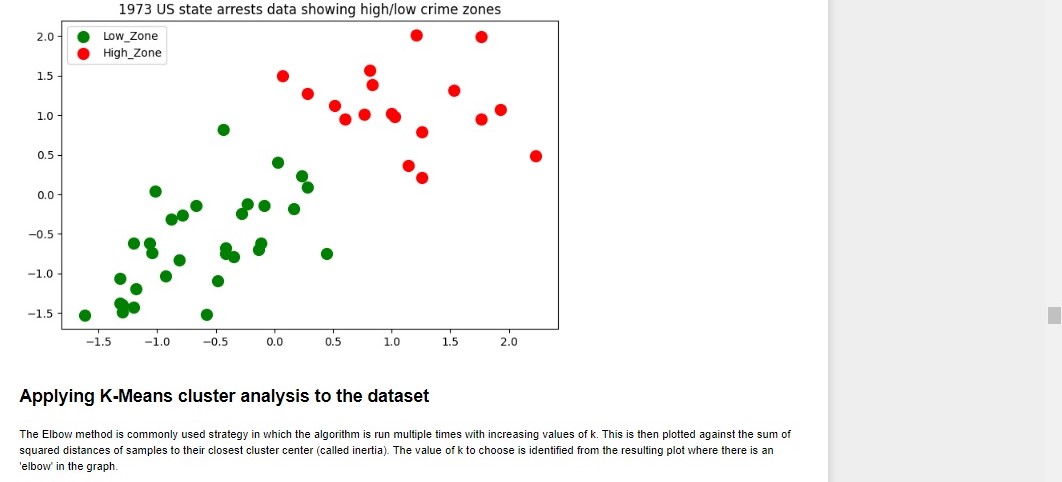 1973 US state arrests data showing high/low crime zones
Low_Zone
High_Zone
2.0
1.5
1.0
0.5
0.0
−0.5
−1.0
−1.5
−1.5 −1.0 −0.5 0.0 0.5 1.0 1.5 2.0
Applying K-Means cluster analysis to the dataset
The Elbow method is commonly used strategy in which the algorithm is run multiple times with increasing values of k. This is then plotted against the sum of
squared distances of samples to their closest cluster center (called inertia). The value of k to choose is identified from the resulting plot where there is an
'elbow' in the graph.